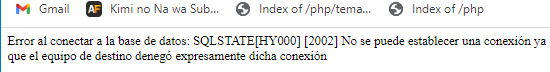 Gmail Kimi no Na wa Sub... Index of /php/tema... Index of /php
Error al conectar a la base de datos: SQLSTATE[HY000] [2002] No se puede establecer una conexión ya
que el equipo de destino denegó expresamente dicha conexión